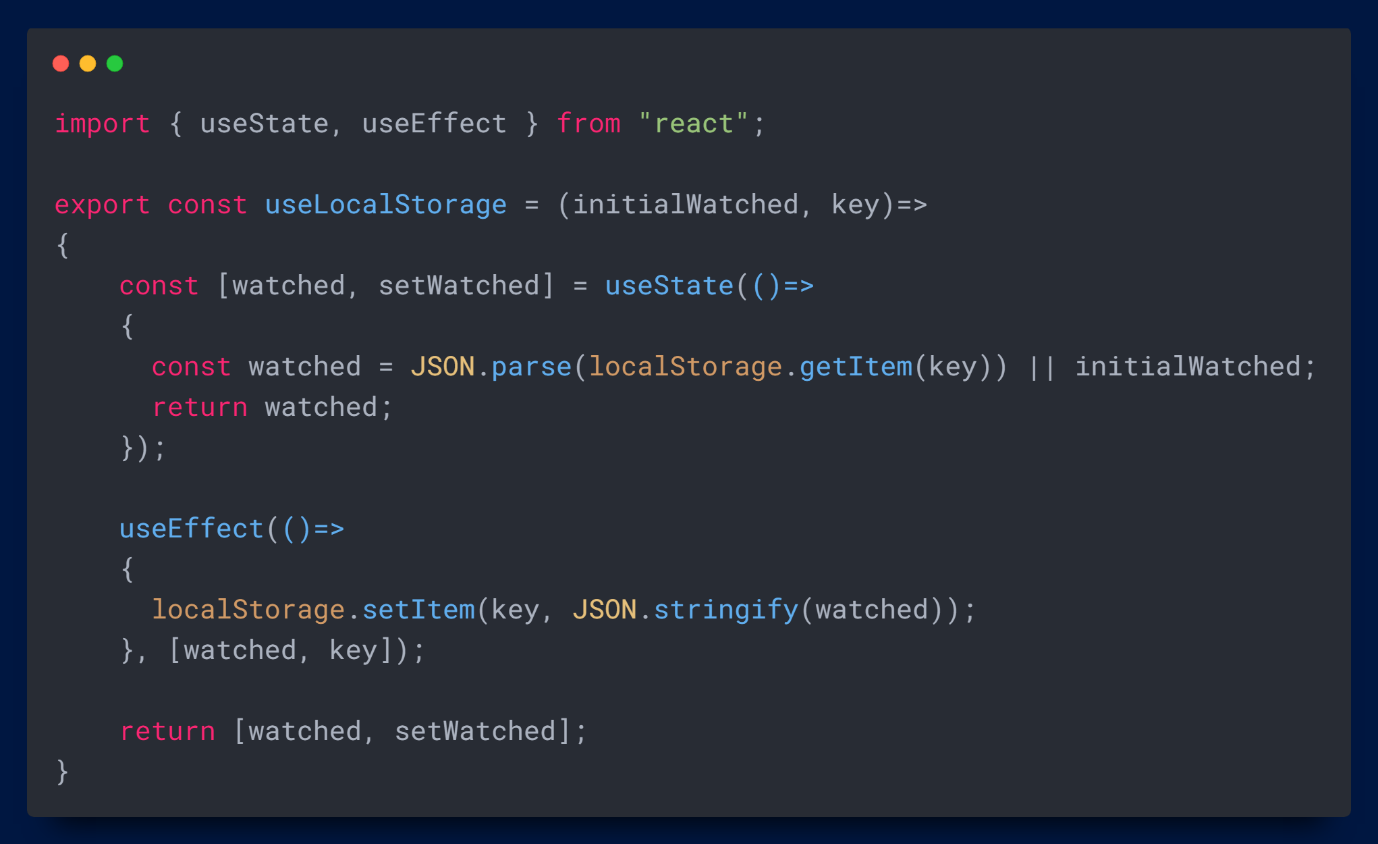 import { useState, useEffect } from "react";
export const useLocalStorage = (initialWatched, key)=>
{
    const [watched, setWatched] = useState(()=>
    {
      const watched = JSON.parse(localStorage.getItem(key)) || initialWatched;
      return watched;
    });
    useEffect(()=>
    {
      localStorage.setItem(key, JSON.stringify(watched));
    }, [watched, key]);
    return [watched, setWatched];
}